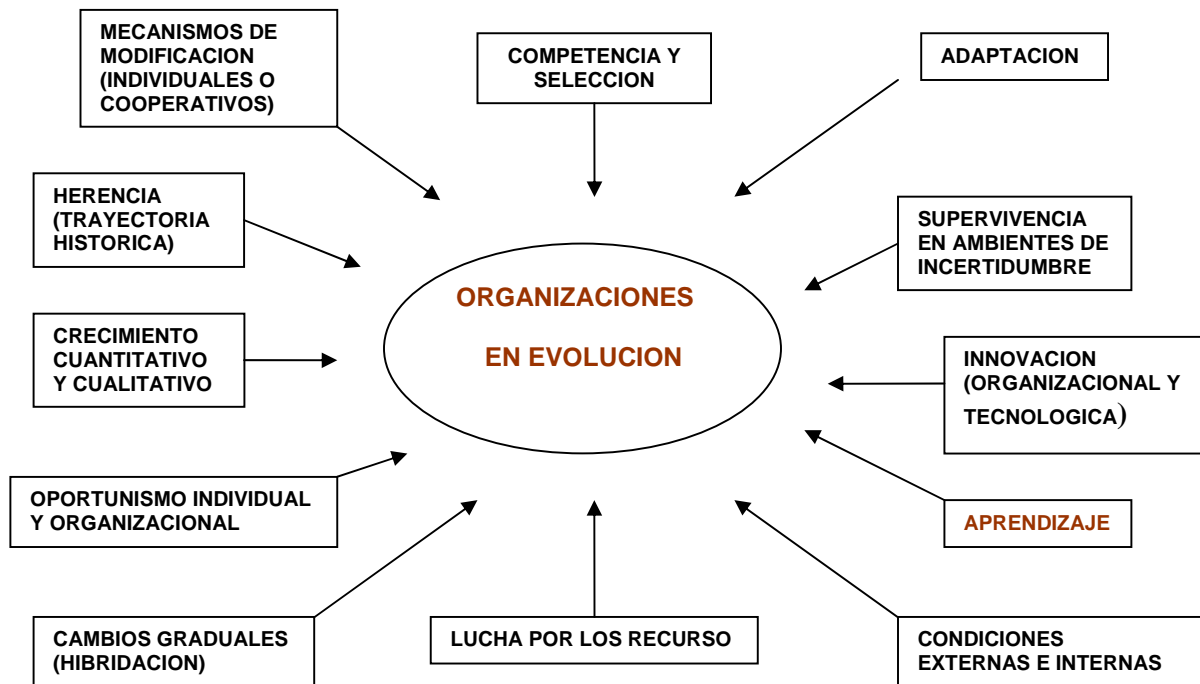 MECANISMOS DE
MODIFICACION
(INDIVIDUALES O
COOPERATIVOS)
COMPETENCIA Y
SELECCION
ADAPTACION
HERENCIA
(TRAYECTORIA
HISTORICA)
SUPERVIVENCIA
EN AMBIENTES DE
INCERTIDUMBRE
ORGANIZACIONES
EN EVOLUCION
CRECIMIENTO
CUANTITATIVO
Y CUALITATIVO
INNOVACION
(ORGANIZACIONAL Y
TECNOLOGICA)
OPORTUNISMO INDIVIDUAL
Y ORGANIZACIONAL
APRENDIZAJE
CAMBIOS GRADUALES
(HIBRIDACION)
LUCHA POR LOS RECURSO
CONDICIONES
EXTERNAS E INTERNAS